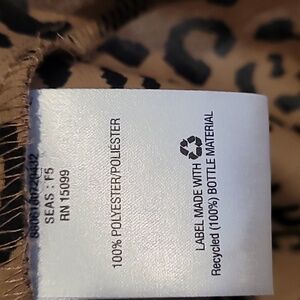 SEAS : F5
RN 15099
100% POLYESTER/POLIESTER
LABEL MADE WITH
Recycled (100%) BOTTLE MATERIAL